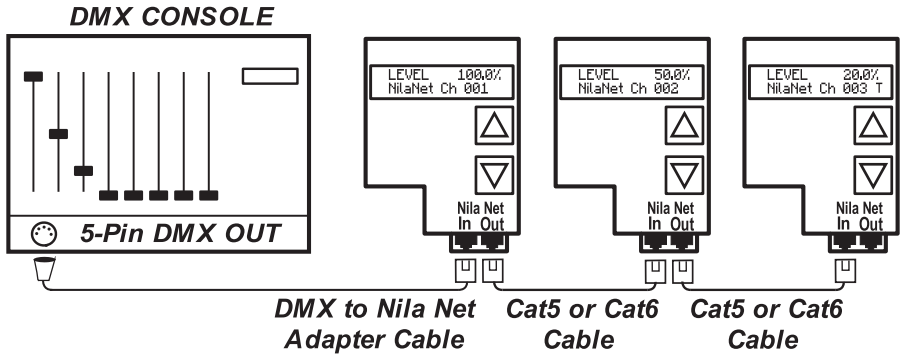 DMX CONSOLE
5-Pin DMX OUT
LEVEL 100.0%
NilaNet Ch 001
Nila Net
In Out
LEVEL 50.0%
NilaNet Ch 002
Nila Net
In Out
LEVEL 20.0%
NilaNet Ch 003 T
Nila Net
In Out
DMX to Nila Net
Adapter Cable
Cat5 or Cat6
Cable
Cat5 or Cat6
Cable